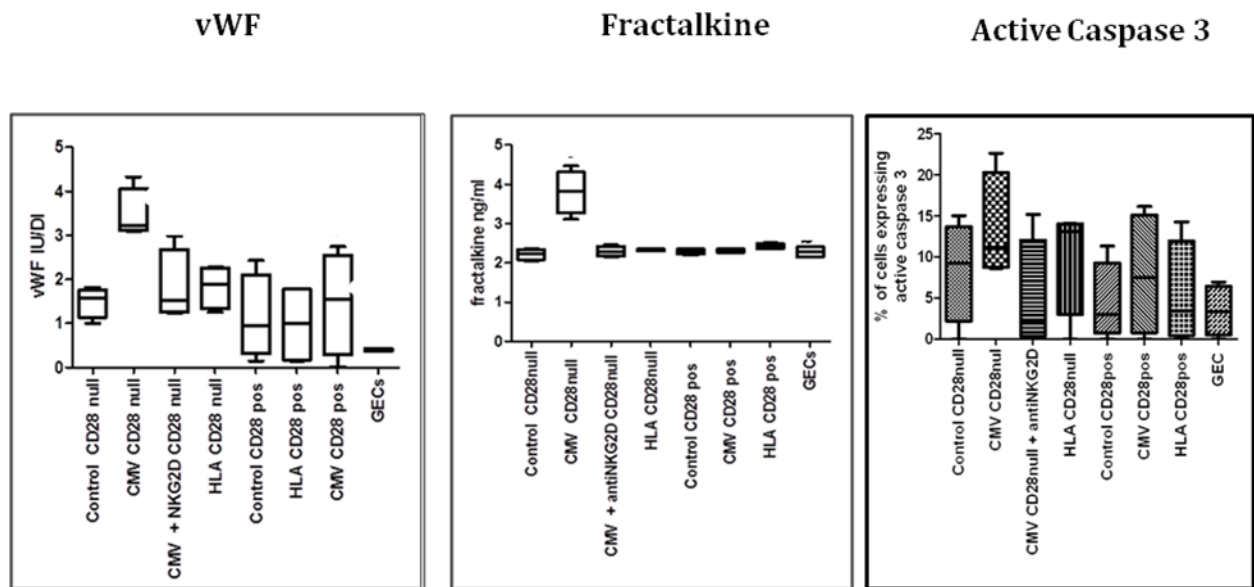 vWF
Fractalkine
Active Caspase 3
vWF IU/Dl
5
4
3
2
1
0
Control CD28 null
CMV CD28 null
CMV + NKG2D CD28 null
HLA CD28 null
Control CD28 pos
HLA CD28 pos
CMV CD28 pos
GECs
fractalkine ng/ml
5
4
3
2
1
0
Control CD28null
CMV CD28null
CMV + antiNKG2D CD28null
HLA CD28null
Control CD28 pos
CMV CD28 pos
HLA CD28 pos
GECs
% of cells expressing
active caspase 3
25
20
15
10
5
0
Control CD28null
CMV CD28nul
CMV CD28null + antiNKG2D
HLA CD28null
Control CD28pos
CMV CD28pos
HLA CD28pos
GEC